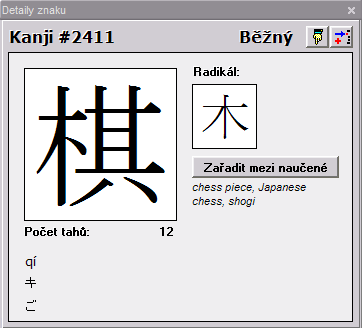 Detaily znaku
Kanji #2411 Běžný
Radikál:
棋 木
Zařadit mezi naučené
chess piece, Japanese
chess, shogi
Počet tahů: 12
qí
キ
ご